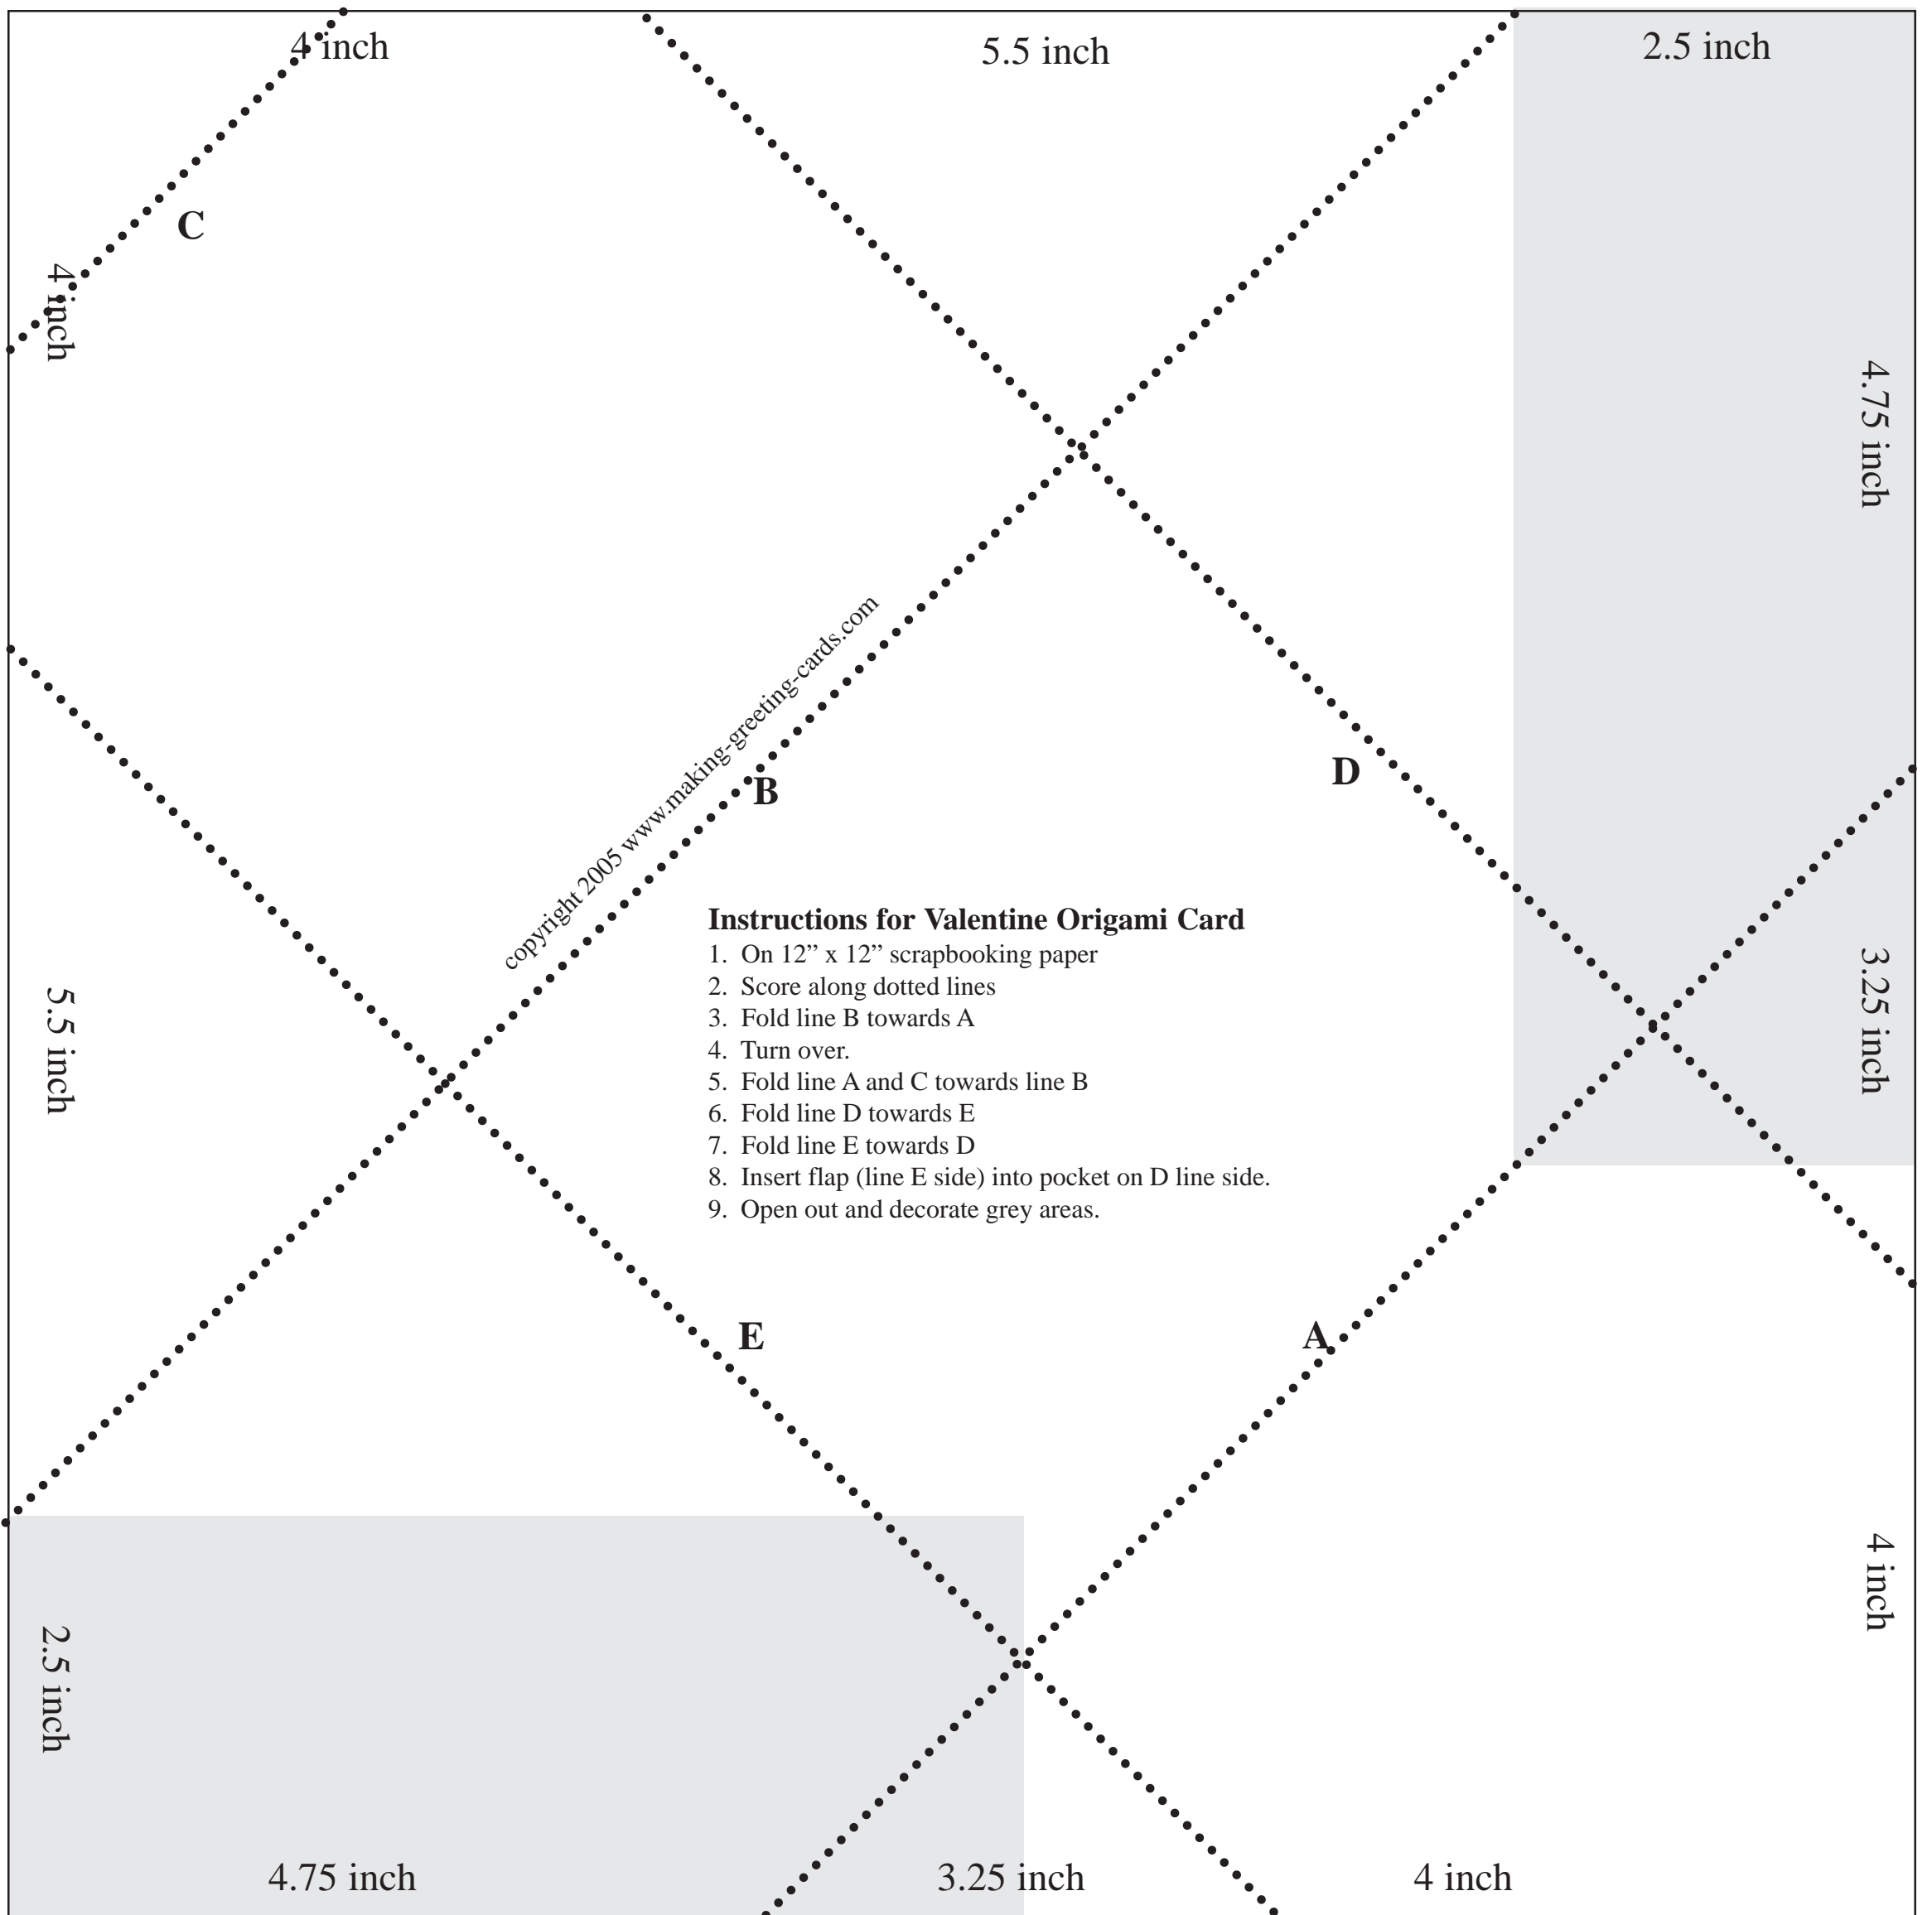 4 inch
5.5 inch
2.5 inch
C
4 inch
4.75 inch
D
B
copyright 2005 www.making-greeting-cards.com
Instructions for Valentine Origami Card
1. On 12” x 12” scrapbooking paper
2. Score along dotted lines
3. Fold line B towards A
4. Turn over.
5. Fold line A and C towards line B
6. Fold line D towards E
7. Fold line E towards D
8. Insert flap (line E side) into pocket on D line side.
9. Open out and decorate grey areas.
5.5 inch
3.25 inch
E
A
4 inch
2.5 inch
4.75 inch
3.25 inch
4 inch